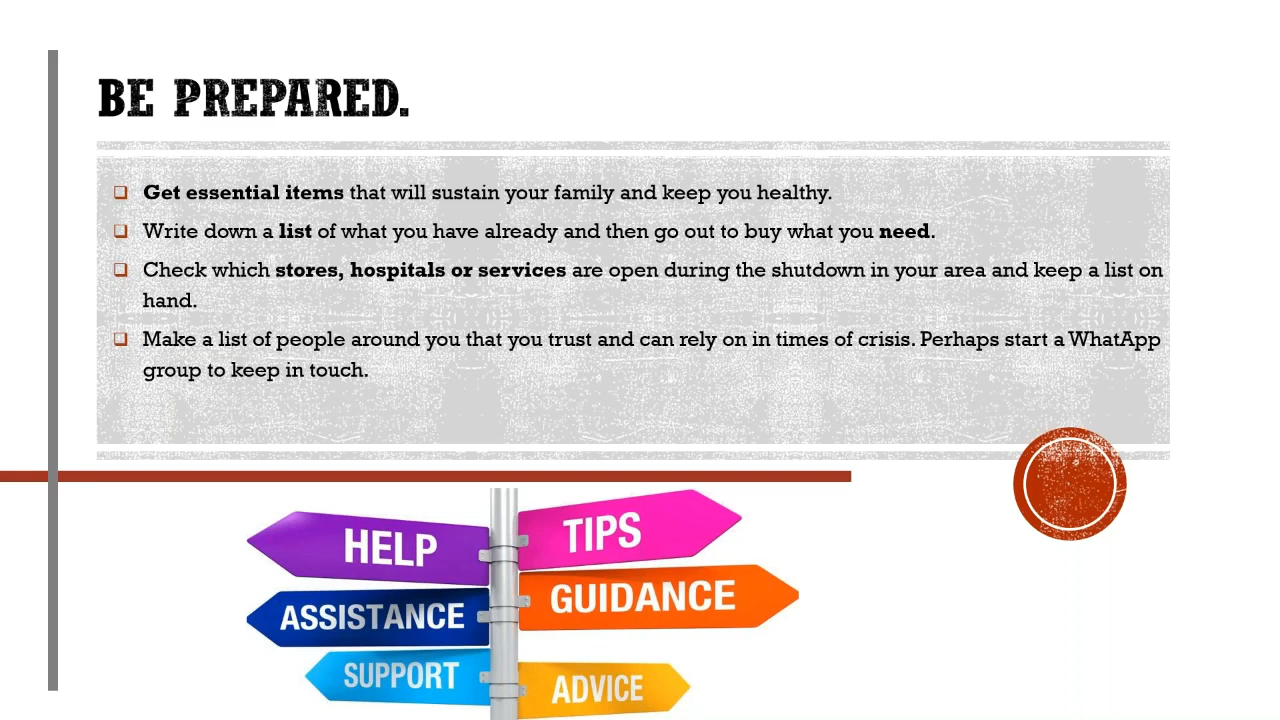 BE PREPARED.
Get essential items that will sustain your family and keep you healthy.
Write down a list of what you have already and then go out to buy what you need.
Check which stores, hospitals or services are open during the shutdown in your area and keep a list on
hand.
Make a list of people around you that you trust and can rely on in times of crisis. Perhaps start a WhatApp
group to keep in touch.
HELP
TIPS
ASSISTANCE
GUIDANCE
SUPPORT
ADVICE